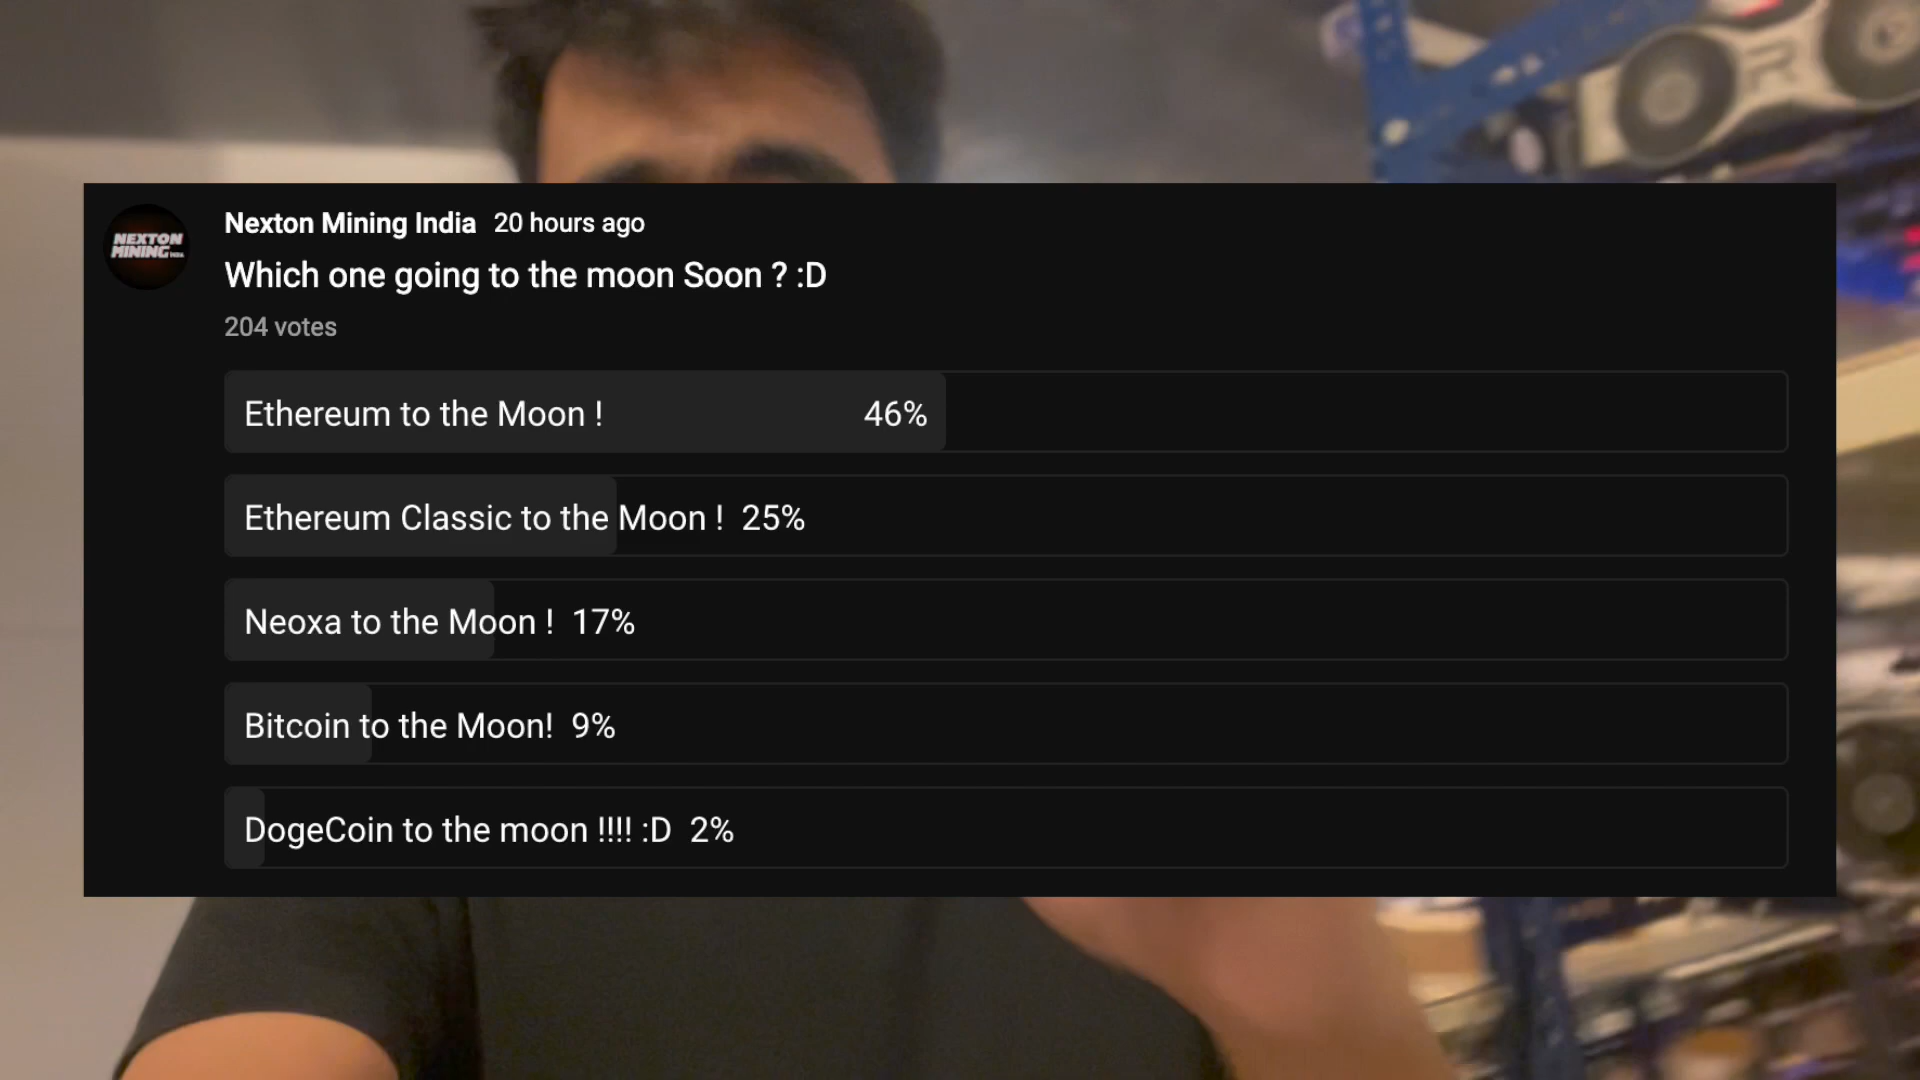 NEXTON
MINING INDIA
Nexton Mining India 20 hours ago
Which one going to the moon Soon ? :D
204 votes
Ethereum to the Moon ! 46%
Ethereum Classic to the Moon ! 25%
Neoxa to the Moon ! 17%
Bitcoin to the Moon! 9%
DogeCoin to the moon !!!! :D 2%
R